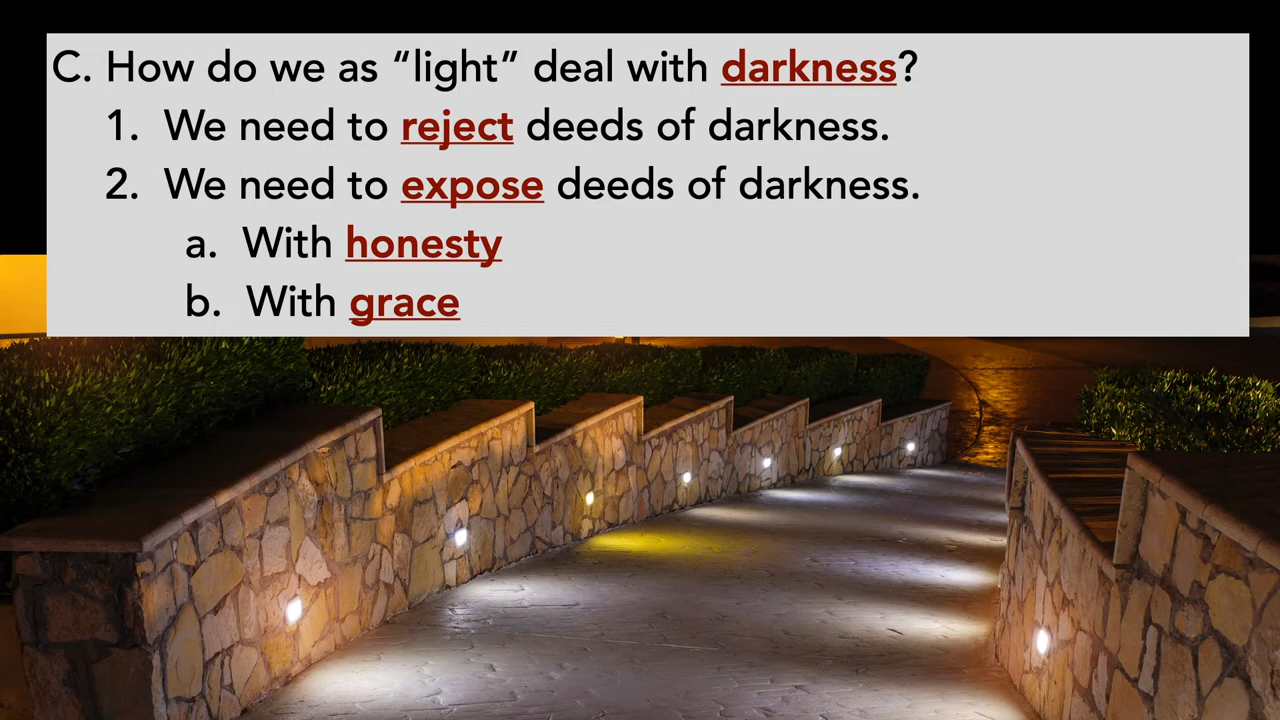 C. How do we as “light” deal with darkness?
1. We need to reject deeds of darkness.
2. We need to expose deeds of darkness.
a. With honesty
b. With grace